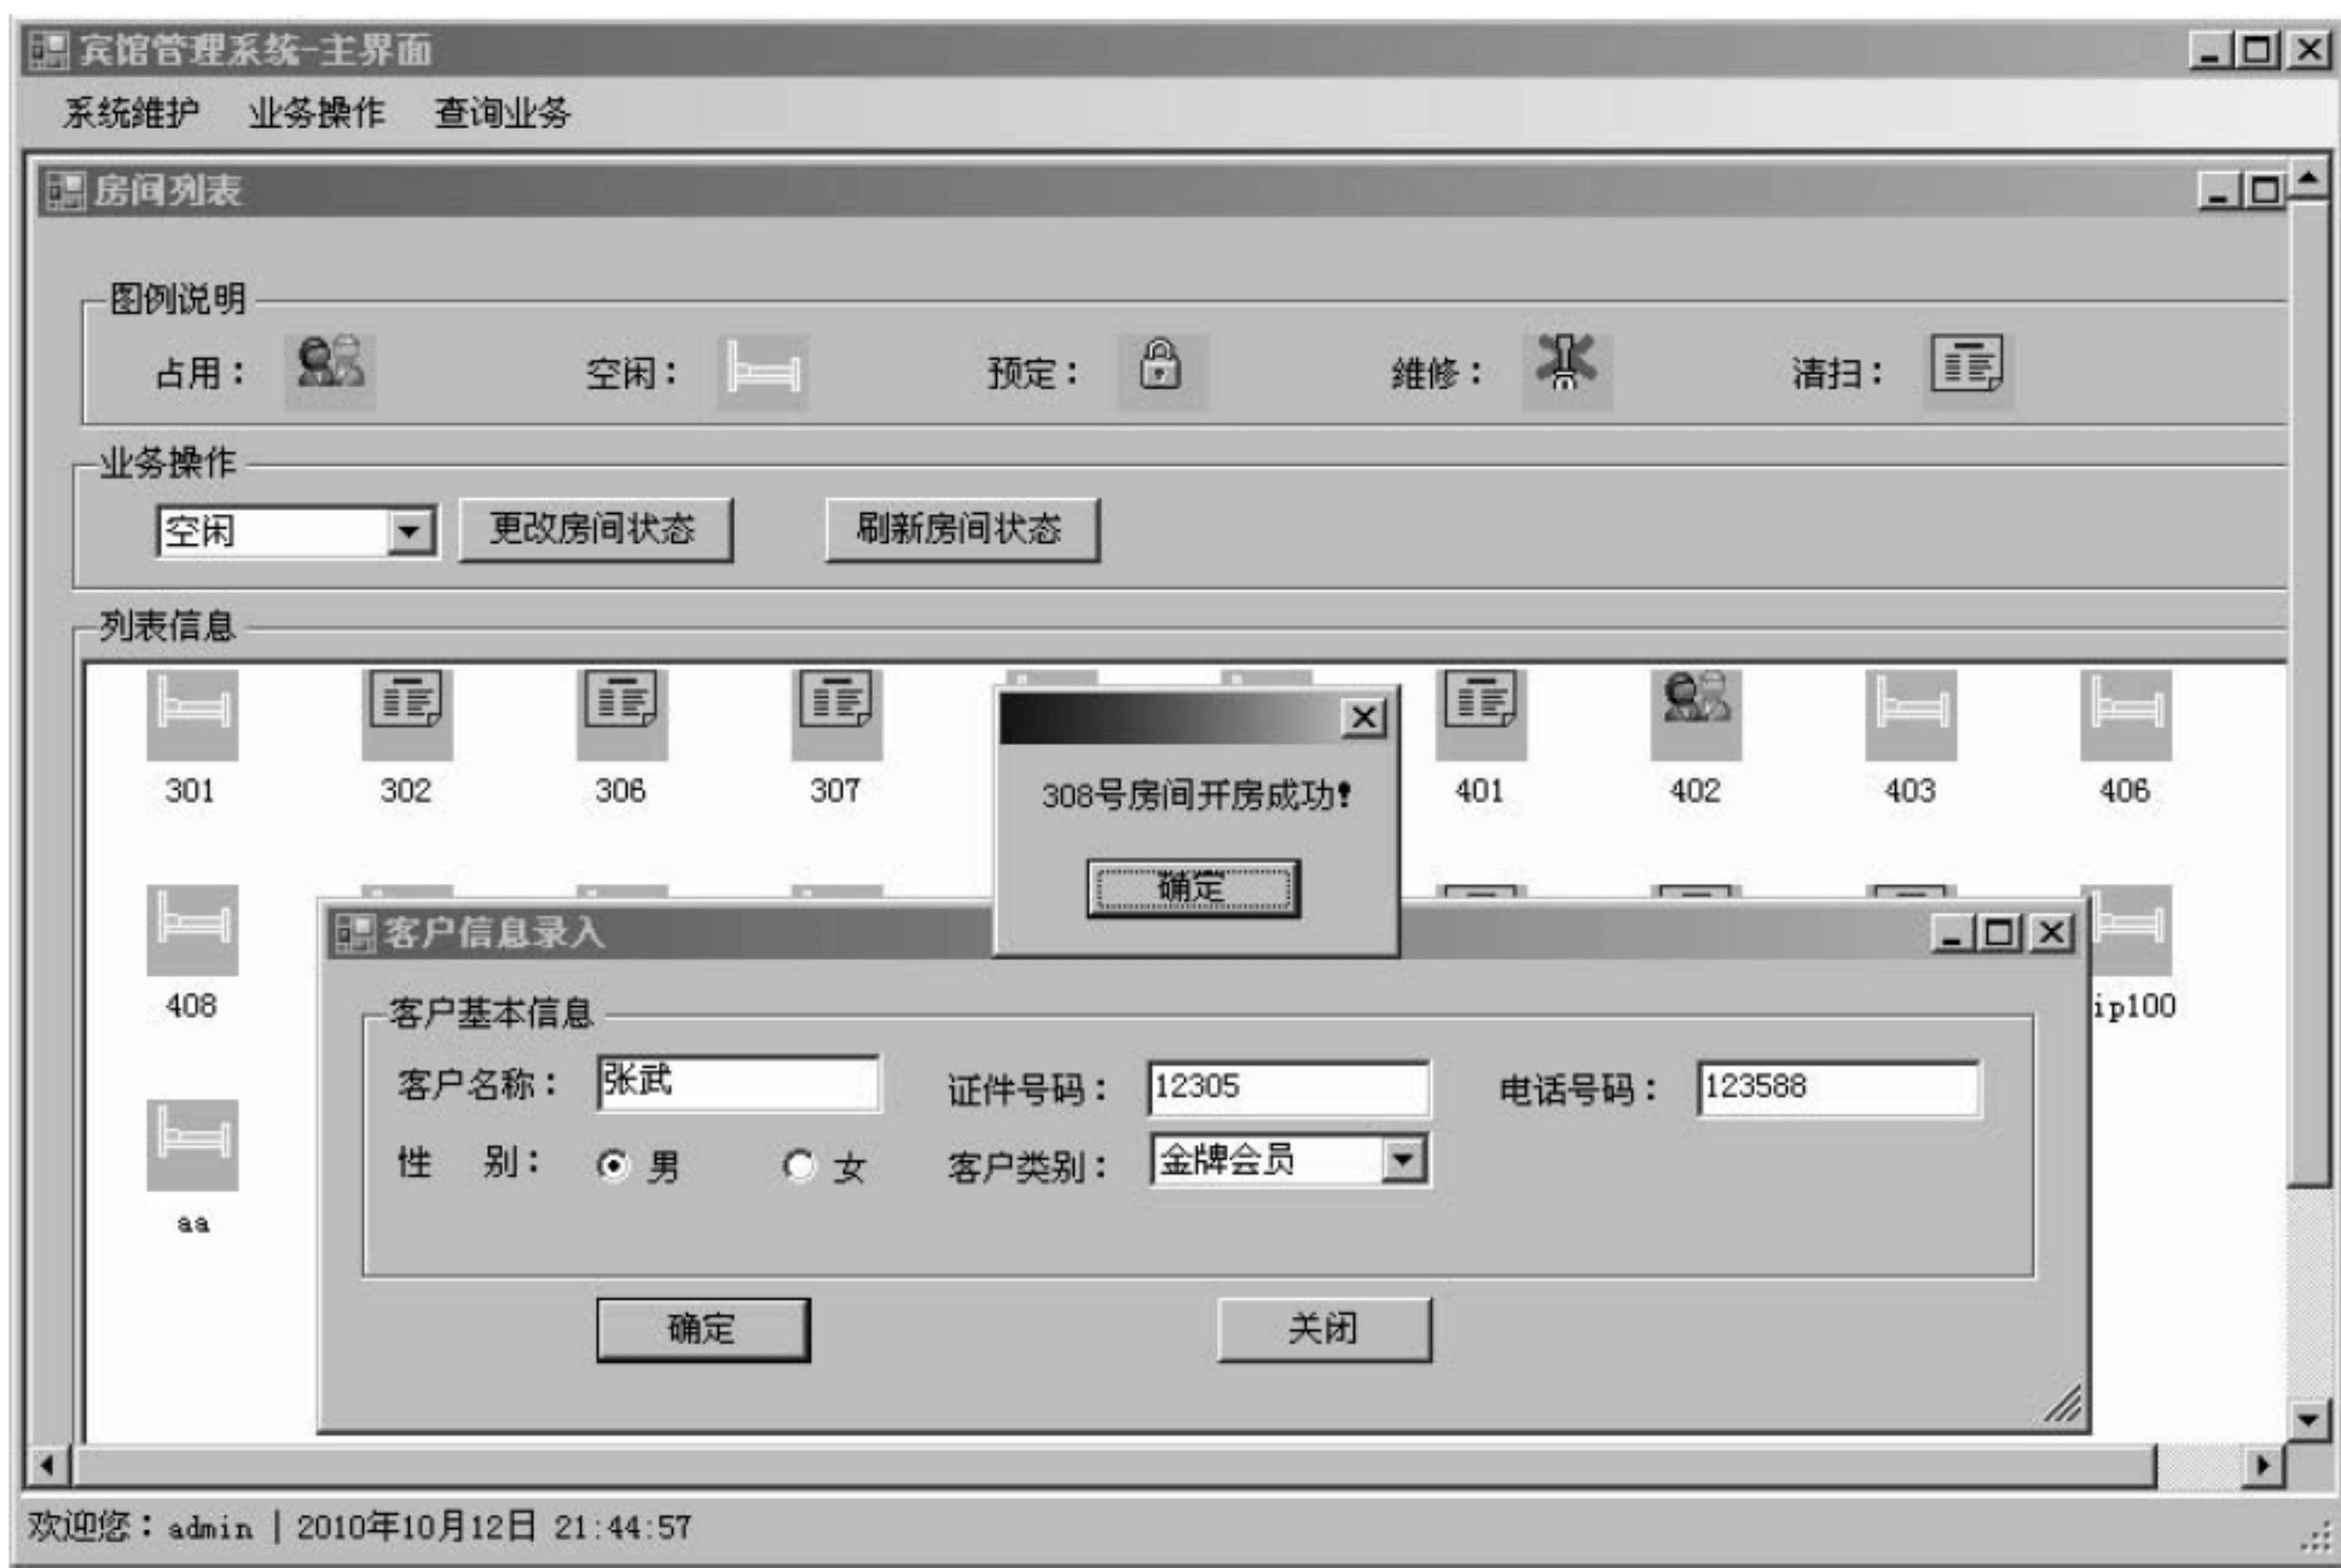 宾馆管理系统-主界面
系统维护 业务操作 查询业务
房间列表
图例说明
占用： 空闲： 预定： 维修： 清扫：
业务操作
空闲 更改房间状态 刷新房间状态
列表信息
301 302 306 307 401 402 403 406
308号房间开房成功!
确定
408 ip100
aa
客户信息录入
客户基本信息
客户名称： 张武 证件号码： 12305 电话号码： 123588
性 别： 男 女 客户类别： 金牌会员
确定 关闭
欢迎您：admin | 2010年10月12日 21:44:57